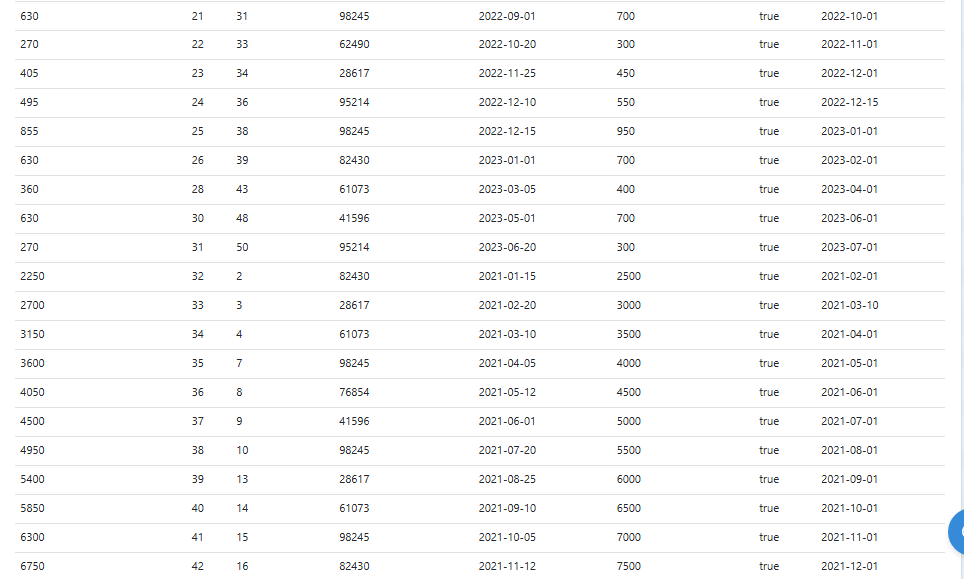 630 21 31 98245 2022-09-01 700 true 2022-10-01
270 22 33 62490 2022-10-20 300 true 2022-11-01
405 23 34 28617 2022-11-25 450 true 2022-12-01
495 24 36 95214 2022-12-10 550 true 2022-12-15
855 25 38 98245 2022-12-15 950 true 2023-01-01
630 26 39 82430 2023-01-01 700 true 2023-02-01
360 28 43 61073 2023-03-05 400 true 2023-04-01
630 30 48 41596 2023-05-01 700 true 2023-06-01
270 31 50 95214 2023-06-20 300 true 2023-07-01
2250 32 2 82430 2021-01-15 2500 true 2021-02-01
2700 33 3 28617 2021-02-20 3000 true 2021-03-10
3150 34 4 61073 2021-03-10 3500 true 2021-04-01
3600 35 7 98245 2021-04-05 4000 true 2021-05-01
4050 36 8 76854 2021-05-12 4500 true 2021-06-01
4500 37 9 41596 2021-06-01 5000 true 2021-07-01
4950 38 10 98245 2021-07-20 5500 true 2021-08-01
5400 39 13 28617 2021-08-25 6000 true 2021-09-01
5850 40 14 61073 2021-09-10 6500 true 2021-10-01
6300 41 15 98245 2021-10-05 7000 true 2021-11-01
6750 42 16 82430 2021-11-12 7500 true 2021-12-01